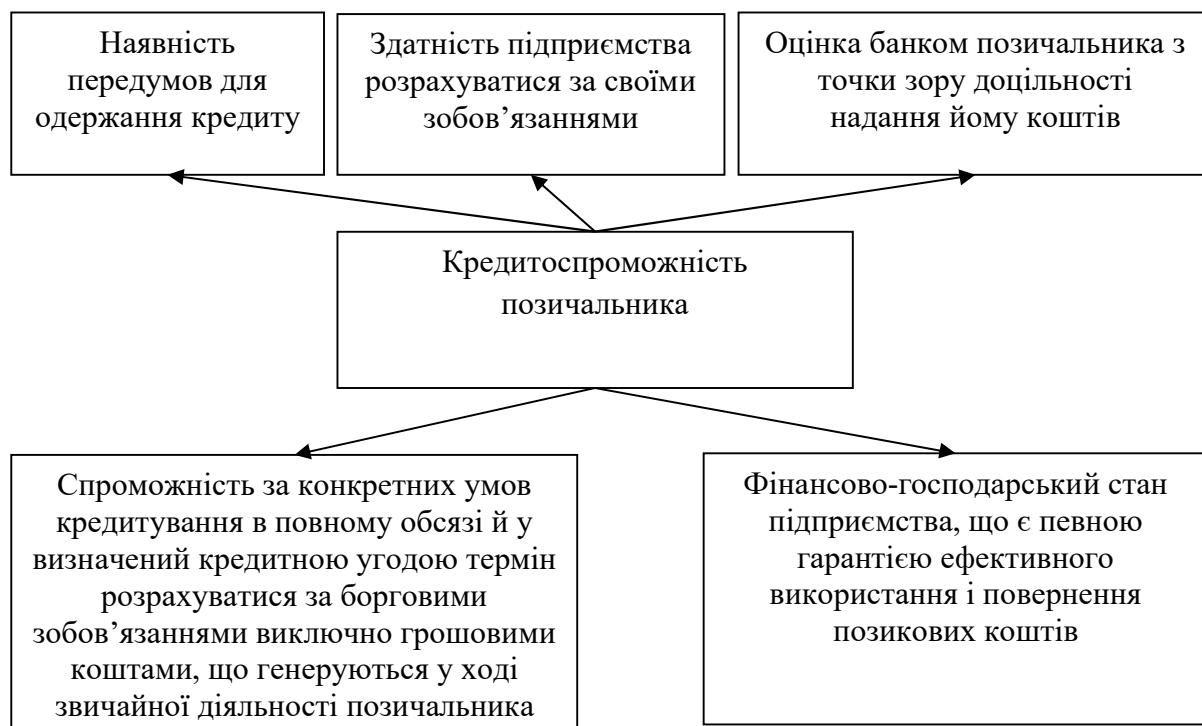 Наявність
передумов для
одержання кредиту
Здатність підприємства
розрахуватися за своїми
зобов’язаннями
Оцінка банком позичальника з
точки зору доцільності
надання йому коштів
Кредитоспроможність
позичальника
Спроможність за конкретних умов
кредитування в повному обсязі й у
визначений кредитною угодою термін
розрахуватися за борговими
зобов’язаннями виключно грошовими
коштами, що генеруються у ході
звичайної діяльності позичальника
Фінансово-господарський стан
підприємства, що є певною
гарантією ефективного
використання і повернення
позикових коштів